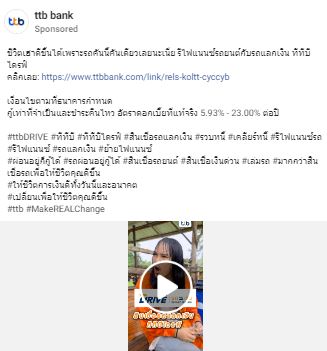 ttb bank
Sponsored
ชีวิตเฮาดีขึ้นได้เพราะรถคันนี้คันเดียวเลยนะเนี่ย รีไฟแนนซ์รถยนต์กับรถแลกเงิน ทีทีบี
ไดรฟ์
คลิกเลย: https://www.ttbbank.com/link/rels-koltt-cyccyb
เงื่อนไขตามที่ธนาคารกำหนด
กู้เท่าที่จำเป็นและชำระคืนไหว อัตราดอกเบี้ยที่แท้จริง 5.93% - 23.00% ต่อปี
#ttbDRIVE #ทีทีบี #ทีทีบีไดรฟ์ #สินเชื่อรถแลกเงิน #รวบหนี้ #เคลียร์หนี้ #รีไฟแนนซ์รถ
#รีไฟแนนซ์ #รถแลกเงิน #ย้ายไฟแนนซ์
#ผ่อนอยู่ก็กู้ได้ #รถผ่อนอยู่กู้ได้ #สินเชื่อรถยนต์ #สินเชื่อเงินด่วน #เล่มรถ #มากกว่าสิน
เชื่อรถเพื่อให้ชีวิตคุณดีขึ้น
#ให้ชีวิตการเงินดีทั้งวันนี้และอนาคต
#เปลี่ยนเพื่อให้ชีวิตคุณดีขึ้น
#ttb #MakeREALChange
ttb
DRIVE
สินเชื่อรถแลกเงิน